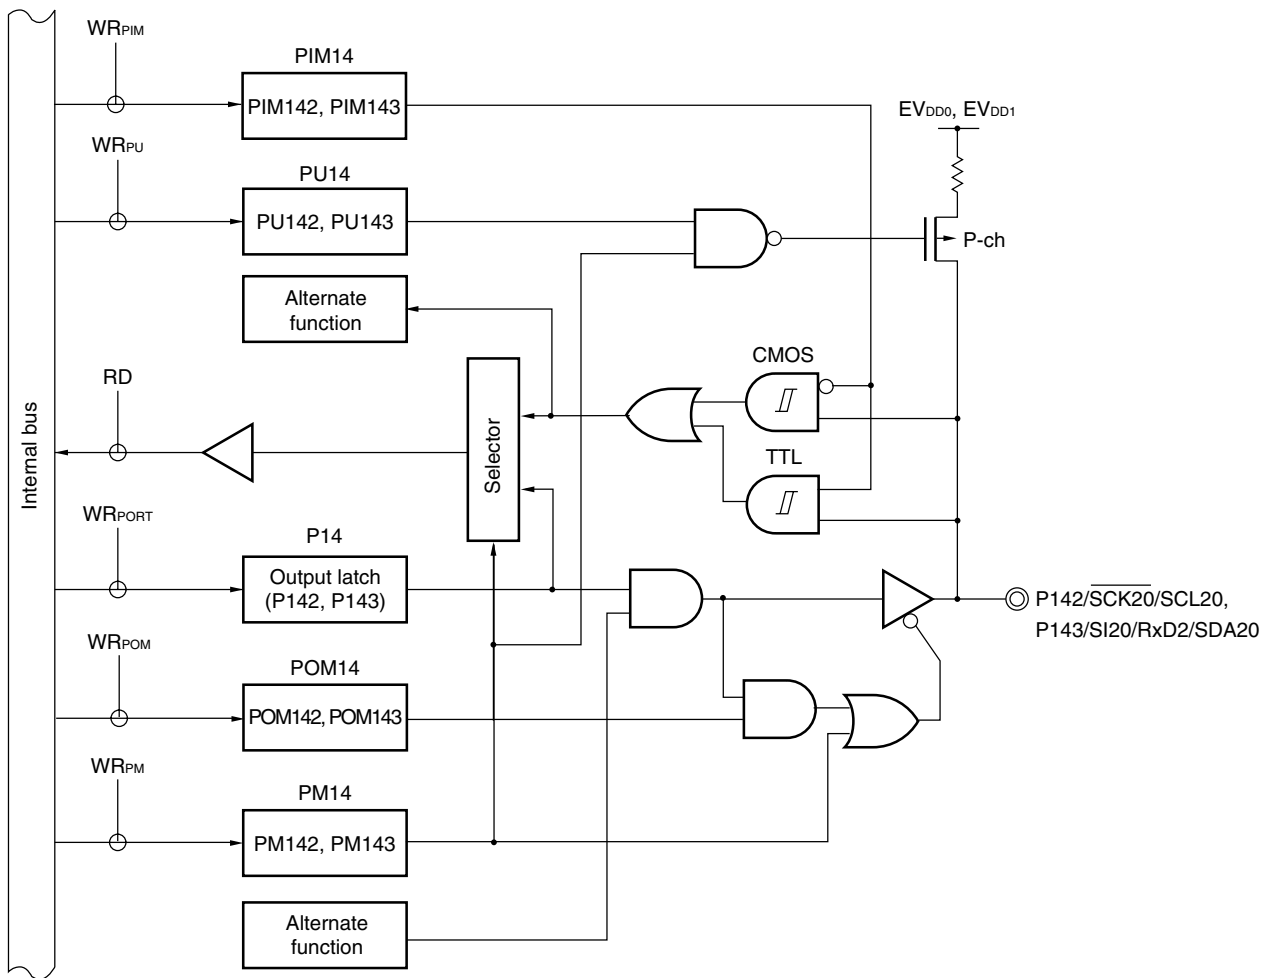 WRPIM
PIM14
PIM142, PIM143
EVDD0, EVDD1
WRPU
PU14
PU142, PU143
P-ch
Alternate
function
CMOS
RD
Internal bus
Selector
TTL
WRPORT
P14
Output latch
(P142, P143)
P142/SCK20/SCL20,
P143/SI20/RxD2/SDA20
WRPOM
POM14
POM142, POM143
WRPM
PM14
PM142, PM143
Alternate
function